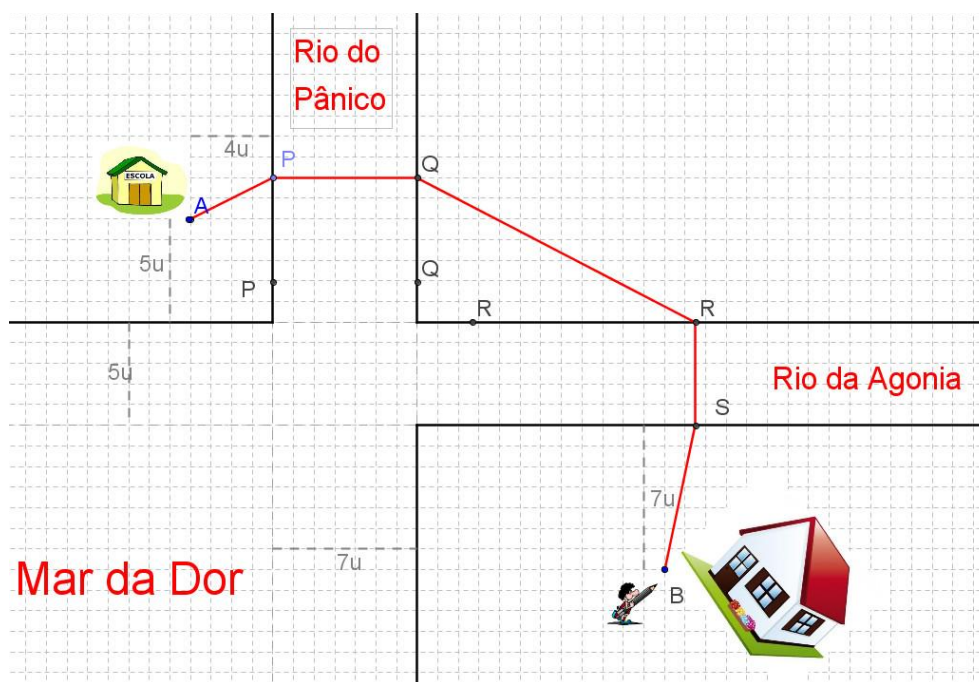 Rio do
Pânico
4u
P
Q
ESCOLA
A
5u
P
Q
R
R
5u
Rio da Agonia
S
7u
7u
Mar da Dor
B